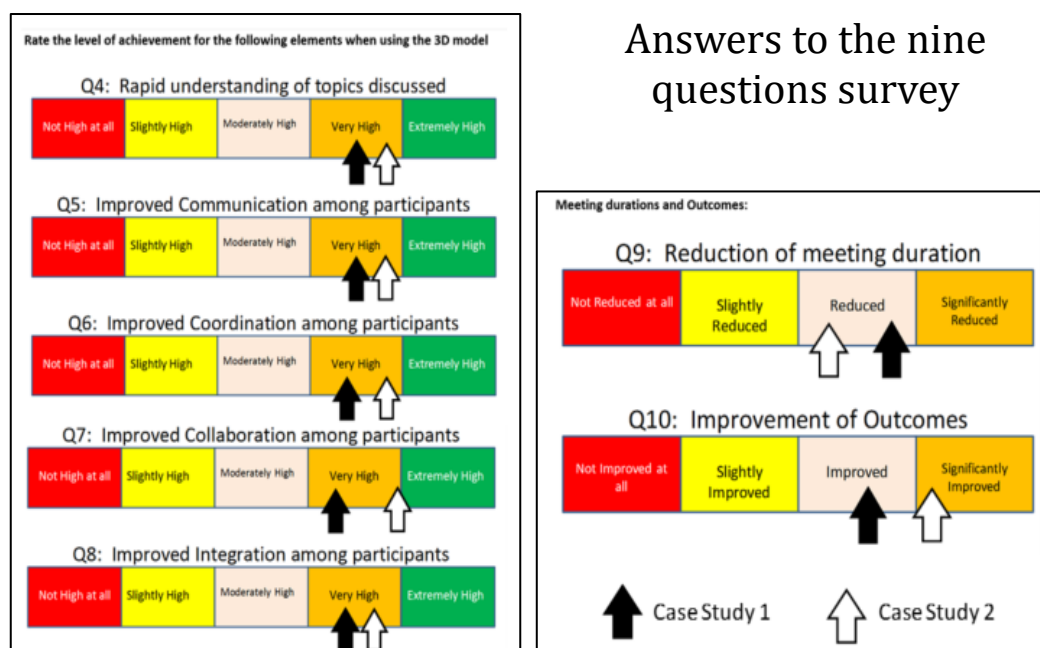 Rate the level of achievement for the following elements when using the 3D model
Q4: Rapid understanding of topics discussed
Not High at all Slightly High Moderately High Very High Extremely High
Q5: Improved Communication among participants
Not High at all Slightly High Moderately High Very High Extremely High
Q6: Improved Coordination among participants
Not High at all Slightly High Moderately High Very High Extremely High
Q7: Improved Collaboration among participants
Not High at all Slightly High Moderately High Very High Extremely High
Q8: Improved Integration among participants
Not High at all Slightly High Moderately High Very High Extremely High
Answers to the nine
questions survey
Meeting durations and Outcomes:
Q9: Reduction of meeting duration
Not Reduced at all Slightly Reduced Reduced Significantly Reduced
Q10: Improvement of Outcomes
Not Improved at all Slightly Improved Improved Significantly Improved
Case Study 1 Case Study 2